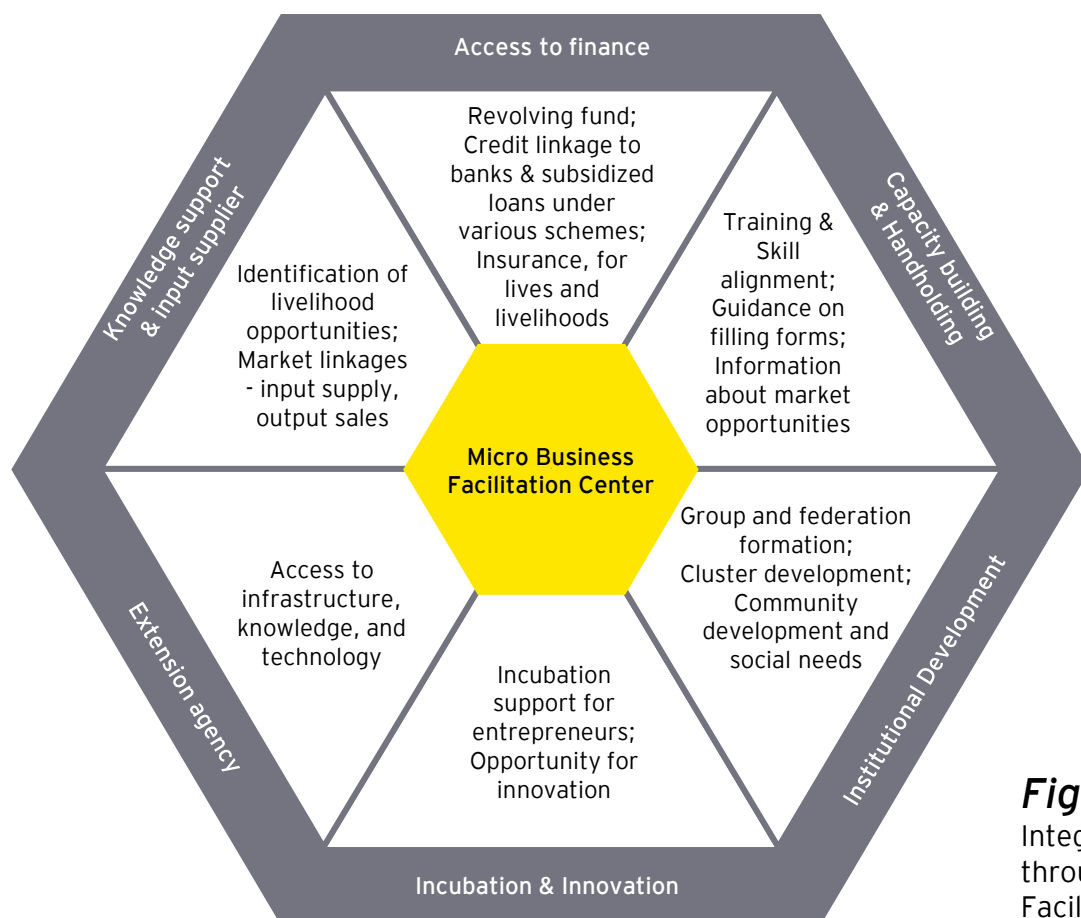 Access to finance
Revolving fund;
Credit linkage to
banks & subsidized
loans under
various schemes;
Insurance, for
lives and
livelihoods
Capacity building
& Handholding
Training &
Skill
alignment;
Guidance on
filling forms;
Information
about market
opportunities
Knowledge support
& input supplier
Identification of
livelihood
opportunities;
Market linkages
- input supply,
output sales
Micro Business
Facilitation Center
Group and federation
formation;
Cluster development;
Community
development and
social needs
Institutional Development
Access to
infrastructure,
knowledge, and
technology
Extension agency
Incubation
support for
entrepreneurs;
Opportunity for
innovation
Incubation & Innovation
Fig
Integ
throu
Facil